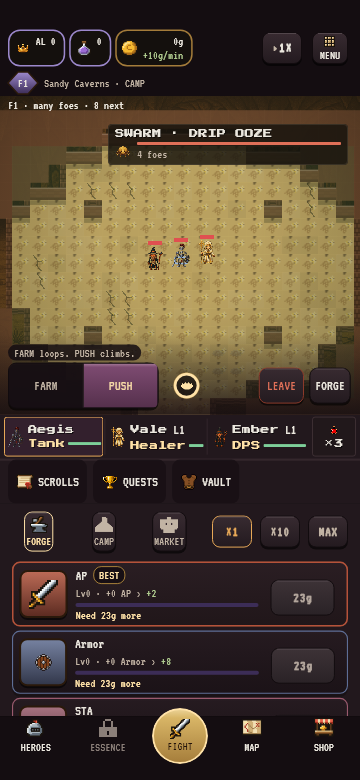 AL 0
0
0g
+10g/min
▸1X
MENU
F1
Sandy Caverns · CAMP
F1 · many foes · 8 next
SWARM · DRIP OOZE
4 foes
FARM loops. PUSH climbs.
FARM
PUSH
LEAVE
FORGE
Aegis
Tank
Vale L1
Healer
Ember L1
DPS
×3
SCROLLS
QUESTS
VAULT
FORGE
CAMP
MARKET
X1
X10
MAX
AP BEST
Lv0 · +0 AP > +2
Need 23g more
23g
Armor
Lv0 · +0 Armor > +8
Need 23g more
23g
STA
HEROES
ESSENCE
FIGHT
MAP
SHOP